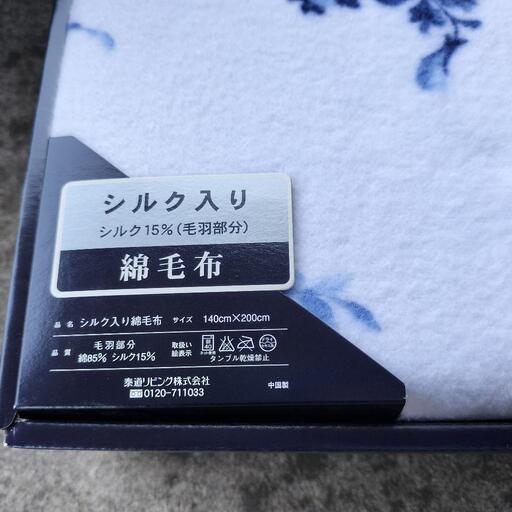 シルク入り
シルク15%(毛羽部分)
綿毛布
品名 シルク入り綿毛布 サイズ 140cm×200cm
品質 毛羽部分 綿85% シルク15% 取扱い絵表示 タンブル乾燥禁止
泰道リビング株式会社
0120-711033
中国製